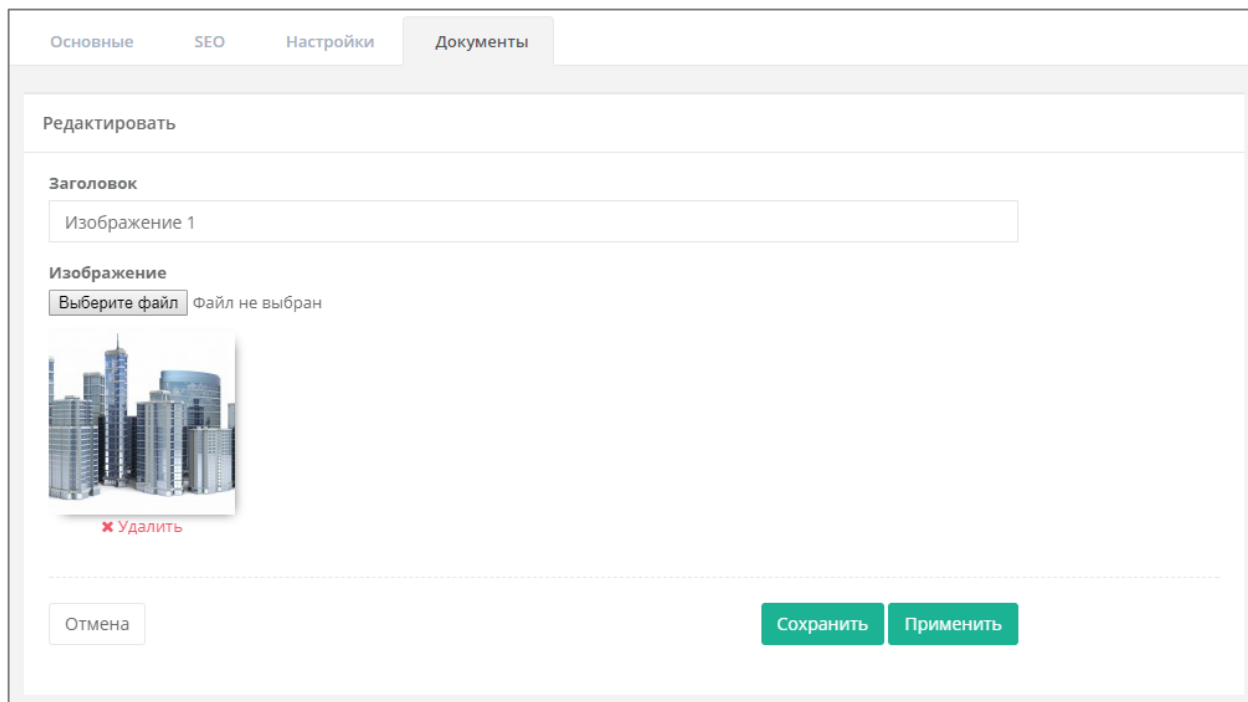 Основные SEO Настройки Документы
Редактировать
Заголовок
Изображение 1
Изображение
Выберите файл Файл не выбран
✖ Удалить
Отмена Сохранить Применить